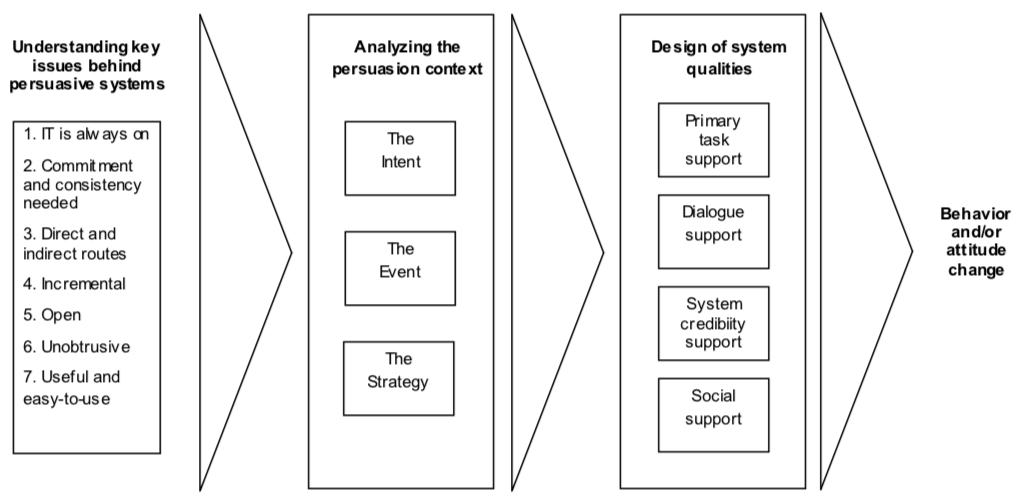 Understanding key
issues behind
persuasive systems
1. IT is always on
2. Commitment
and consistency
needed
3. Direct and
indirect routes
4. Incremental
5. Open
6. Unobtrusive
7. Useful and
easy-to-use
Analyzing the
persuasion context
The
Intent
The
Event
The
Strategy
Design of system
qualities
Primary
task
support
Dialogue
support
System
credibiity
support
Social
support
Behavior
and/or
attitude
change